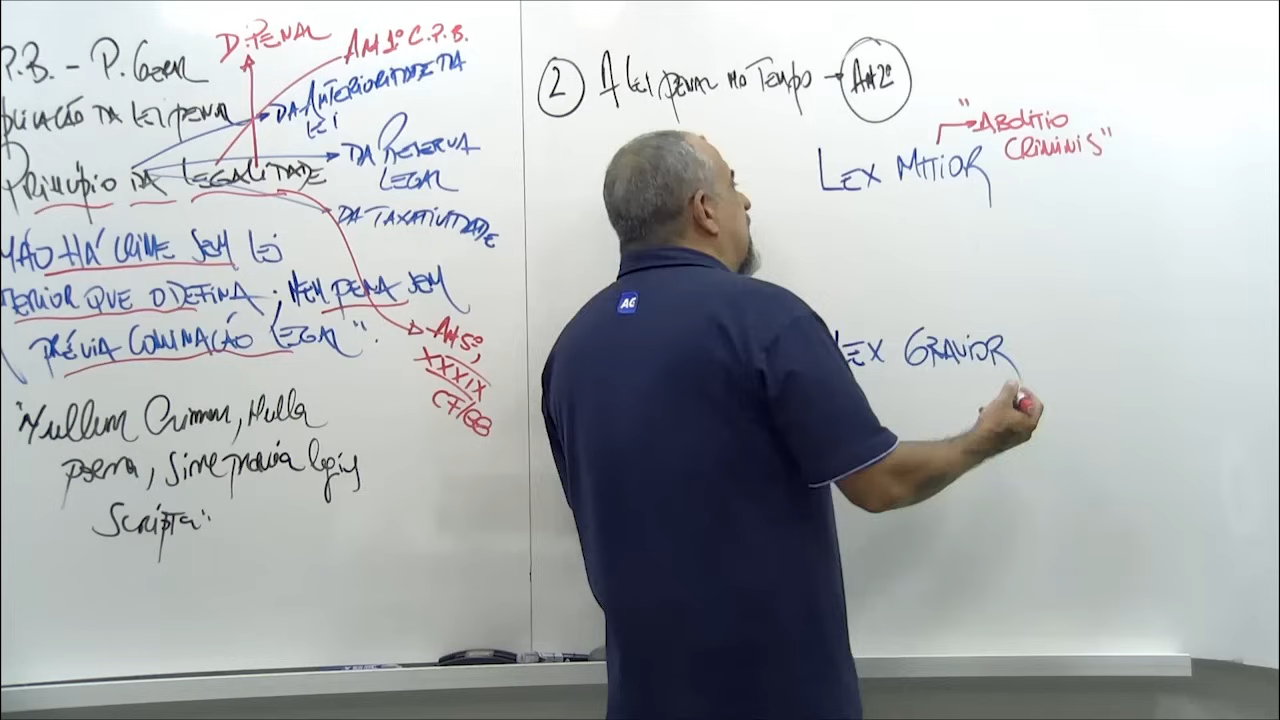 D. PENAL
Art 1º C.P.B.
P.B. - P. Geral
DA ANTERIORIDADE DA
LEI
PLICAÇÃO DA LEI PENAL
DA RESERVA
LEGAL
PRINCÍPIO DA LEGALIDADE
DA TAXATIVIDADE
NÃO HÁ CRIME SEM LEI
TERIOR QUE O DEFINA, NEM PENA SEM
PRÉVIA COMINAÇÃO LEGAL".
Art 5º,
XXXIX
CF/88
"Nullum Crimen, Nulla
poena, Sine praevia legis
Scripta".
2 A LEI PENAL NO TEMPO → Art 2º
"ABOLITIO
CRIMINIS"
LEX MITIOR
LEX GRAVIOR
AG